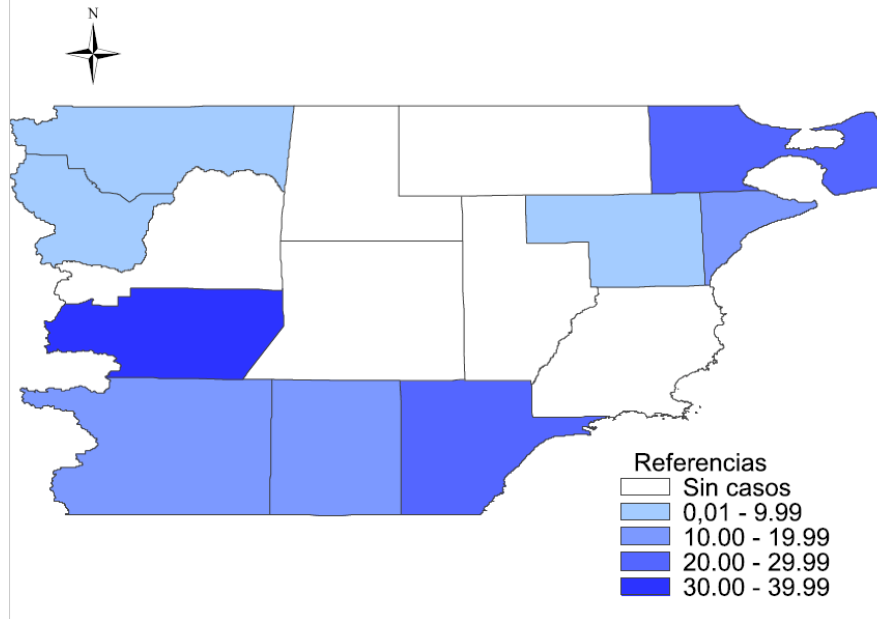 N
Referencias
Sin casos
0,01 - 9.99
10.00 - 19.99
20.00 - 29.99
30.00 - 39.99